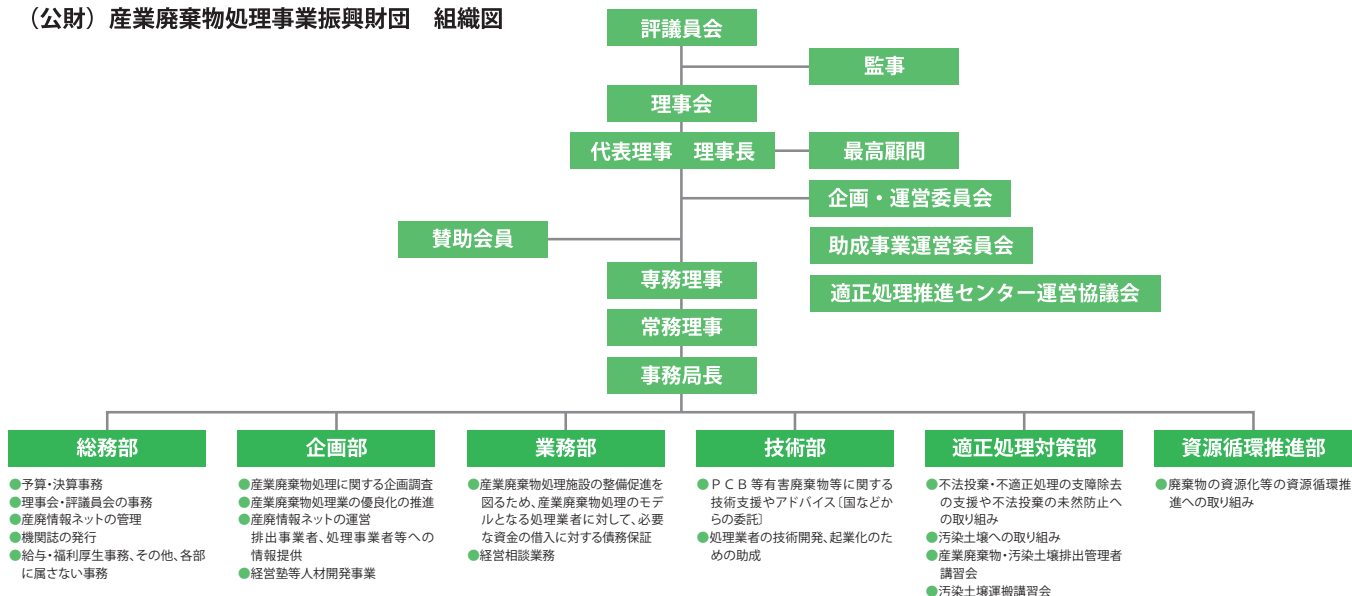 （公財）産業廃棄物処理事業振興財団　組織図
評議員会
監事
理事会
代表理事　理事長
最高顧問
企画・運営委員会
賛助会員
助成事業運営委員会
専務理事
適正処理推進センター運営協議会
常務理事
事務局長
総務部
●予算・決算事務
●理事会・評議員会の事務
●産廃情報ネットの管理
●機関誌の発行
●給与・福利厚生事務、その他、各部
に属さない事務
企画部
●産業廃棄物処理に関する企画調査
●産業廃棄物処理業の優良化の推進
●産廃情報ネットの運営
排出事業者、処理事業者等への
情報提供
●経営塾等人材開発事業
業務部
●産業廃棄物処理施設の整備促進を
図るため、産業廃棄物処理のモデ
ルとなる処理業者に対して、必要
な資金の借入に対する債務保証
●経営相談業務
技術部
●ＰＣＢ等有害廃棄物等に関する
技術支援やアドバイス〔国などか
らの委託〕
●処理業者の技術開発、起業化のた
めの助成
適正処理対策部
●不法投棄・不適正処理の支障除去
の支援や不法投棄の未然防止へ
の取り組み
●汚染土壌への取り組み
●産業廃棄物・汚染土壌排出管理者
講習会
●汚染土壌運搬講習会
資源循環推進部
●廃棄物の資源化等の資源循環推
進への取り組み